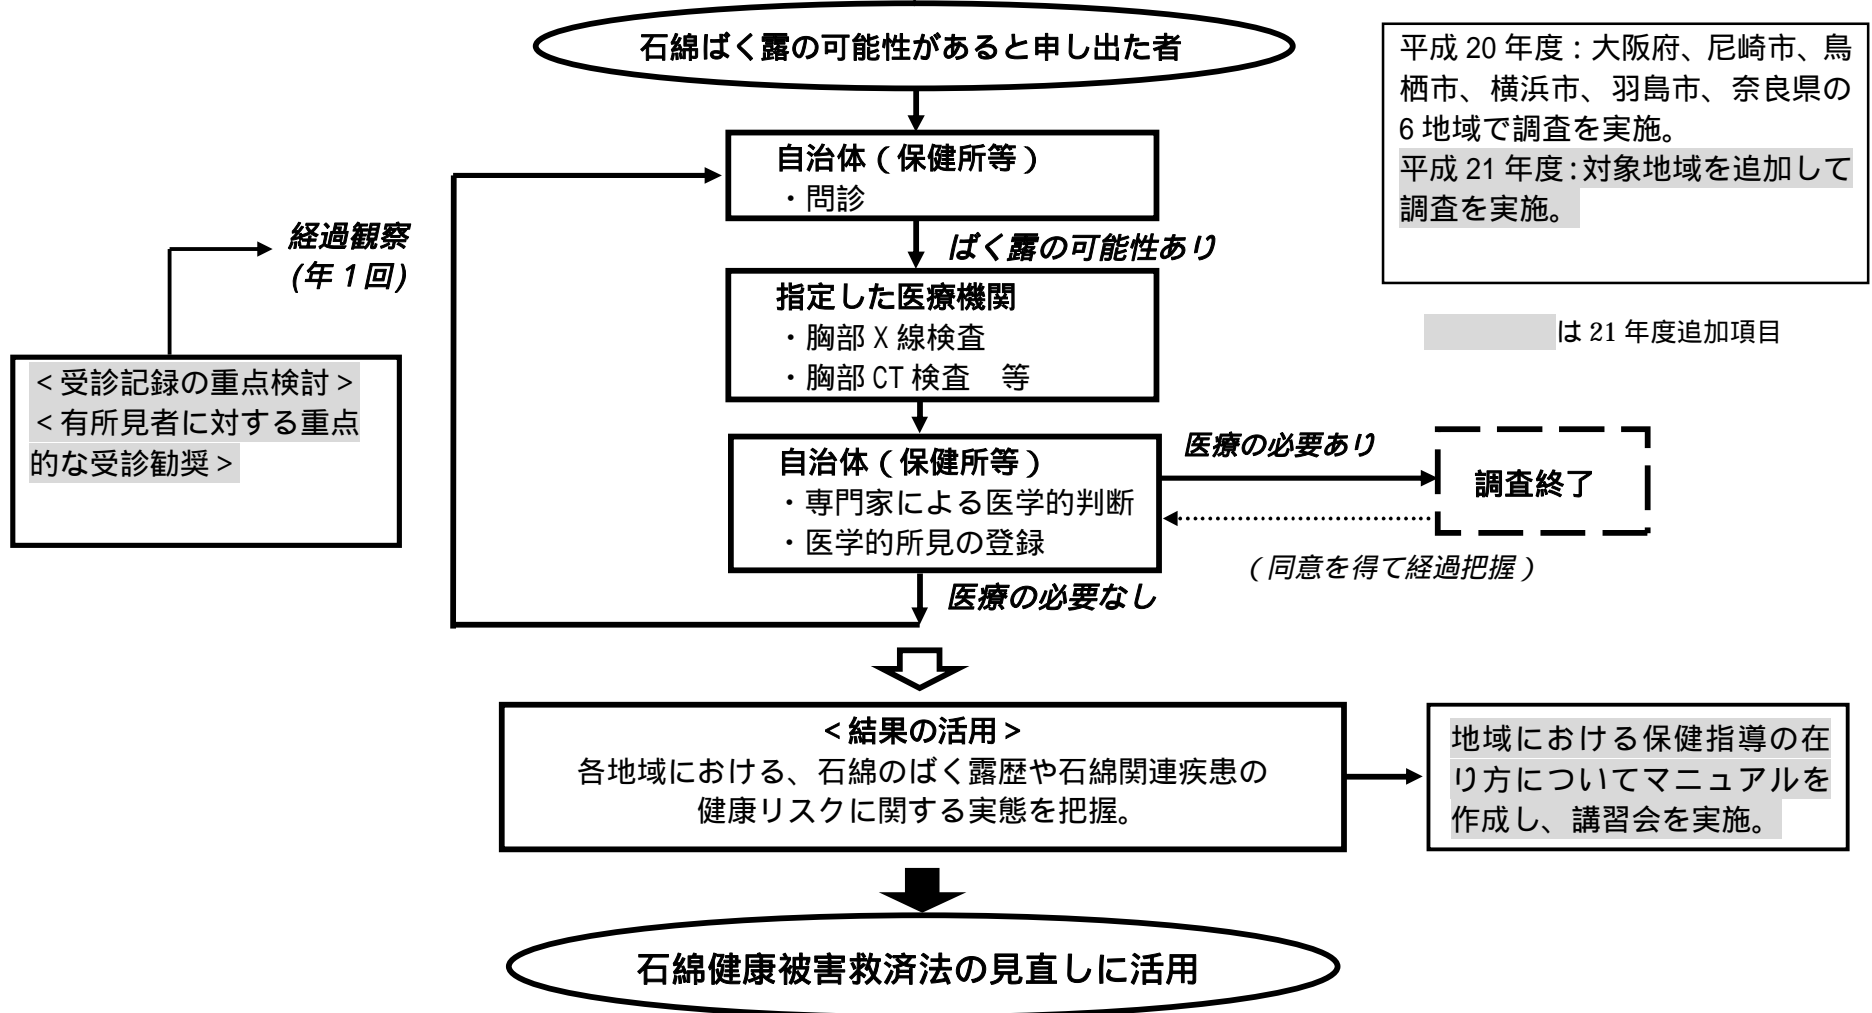 石綿ばく露の可能性があると申し出た者
平成 20 年度：大阪府、尼崎市、鳥
栖市、横浜市、羽島市、奈良県の
6 地域で調査を実施。
平成 21 年度：対象地域を追加して
調査を実施。
は 21 年度追加項目
自治体（保健所等）
・問診
ばく露の可能性あり
経過観察
(年１回)
指定した医療機関
・胸部Ｘ線検査
・胸部 CT 検査　等
＜受診記録の重点検討＞
＜有所見者に対する重点
的な受診勧奨＞
自治体（保健所等）
・専門家による医学的判断
・医学的所見の登録
医療の必要あり
調査終了
（同意を得て経過把握）
医療の必要なし
＜結果の活用＞
各地域における、石綿のばく露歴や石綿関連疾患の
健康リスクに関する実態を把握。
地域における保健指導の在
り方についてマニュアルを
作成し、講習会を実施。
石綿健康被害救済法の見直しに活用